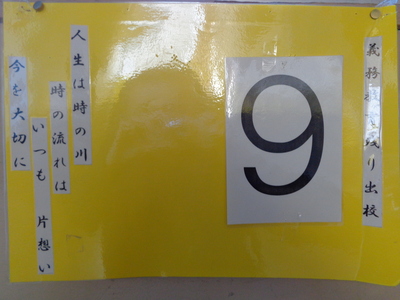 義務 残り出校
9
人生は時の川
時の流れは
いつも 片想い
今を大切に